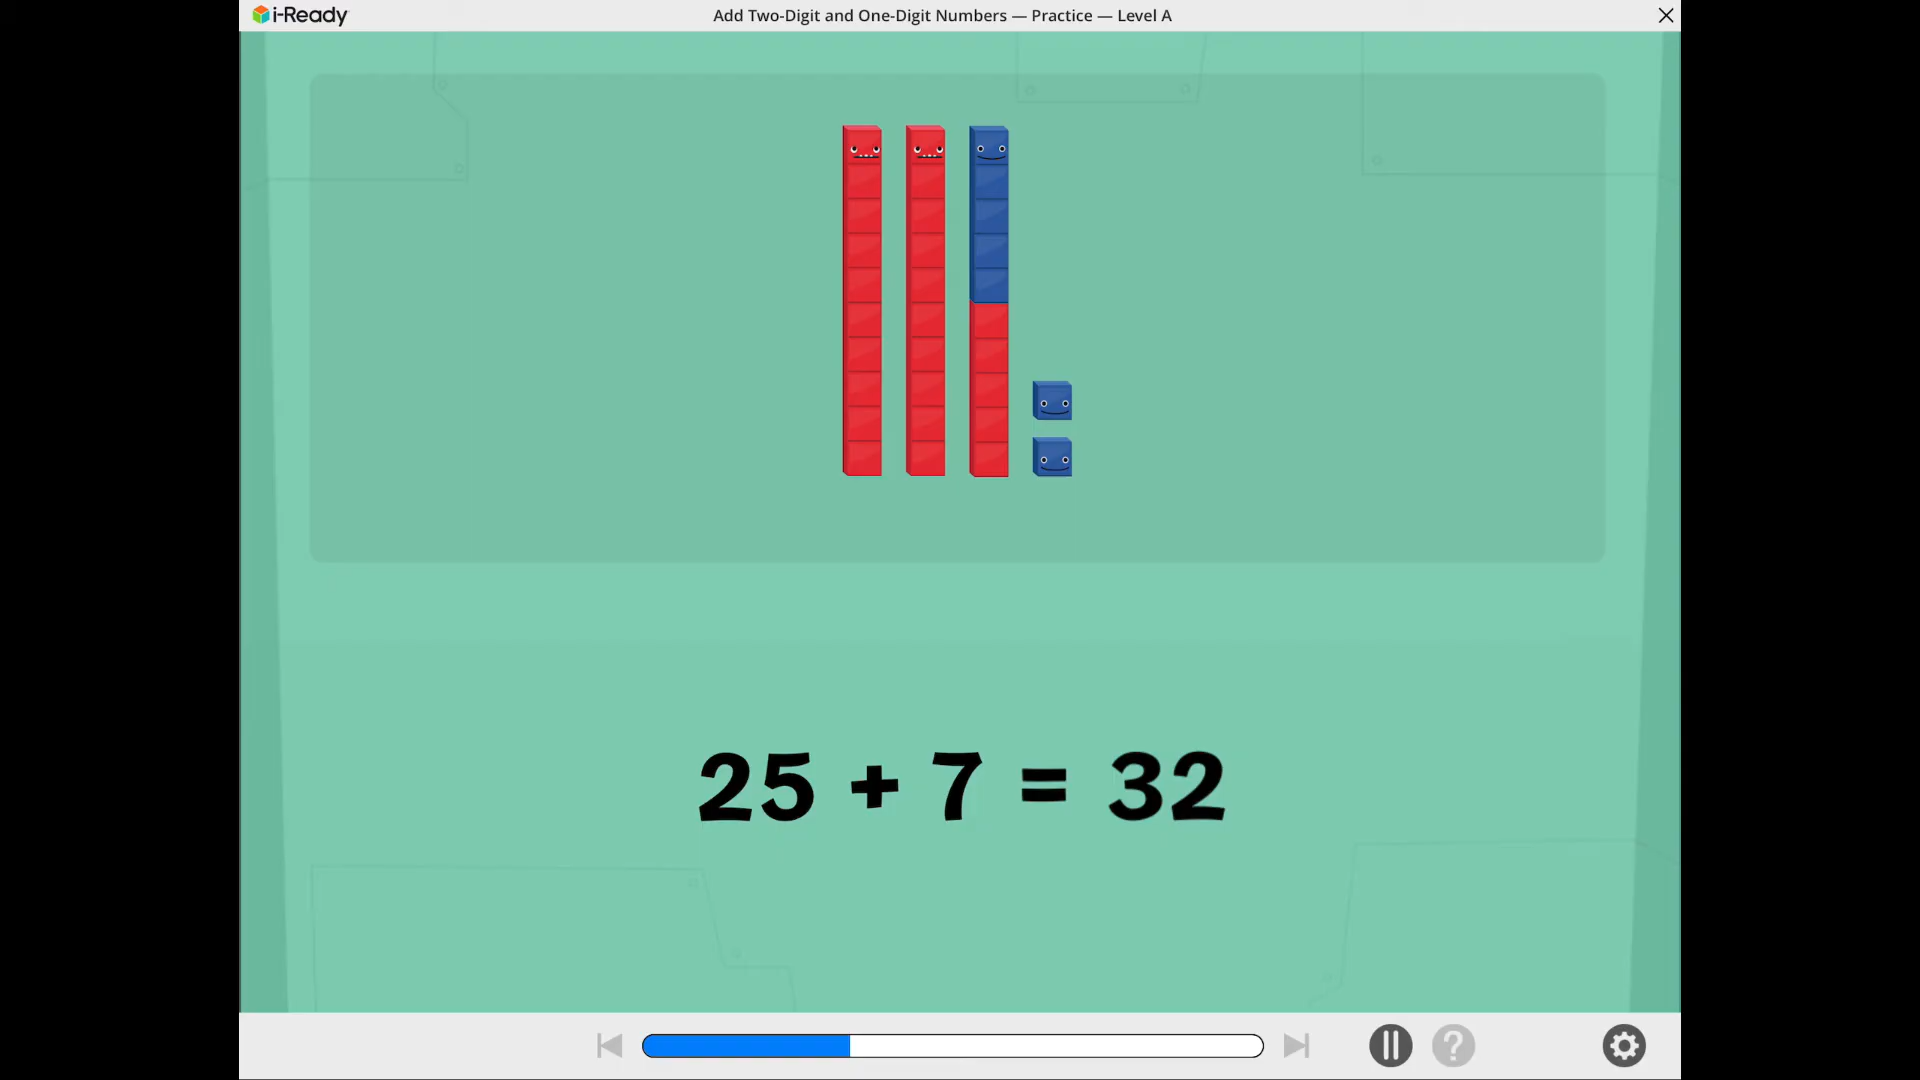 i-Ready
Add Two-Digit and One-Digit Numbers — Practice — Level A
25 + 7 = 32
?